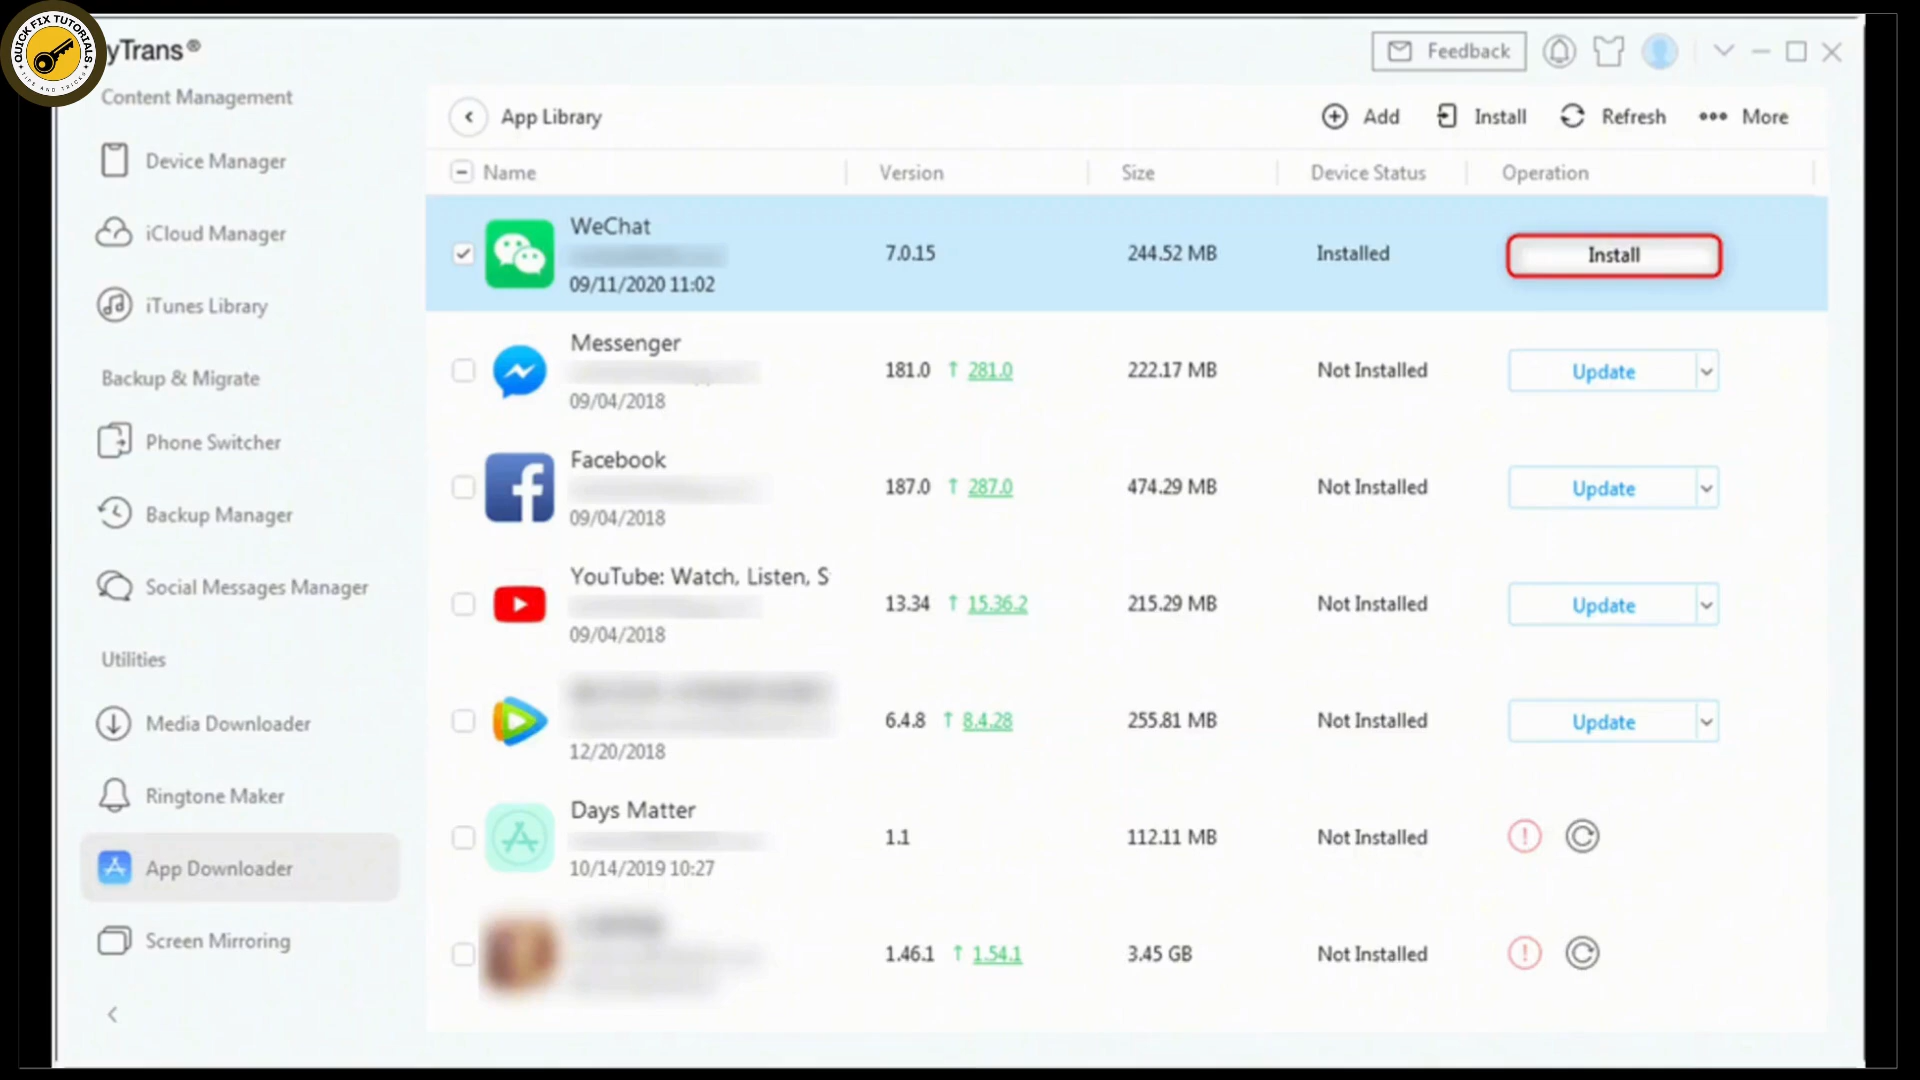 QUICK FIX TUTORIALS
TIPS AND TRICKS
yTrans®
Feedback
Content Management
Device Manager
iCloud Manager
iTunes Library
Backup & Migrate
Phone Switcher
Backup Manager
Social Messages Manager
Utilities
Media Downloader
Ringtone Maker
App Downloader
Screen Mirroring
App Library
Add
Install
Refresh
More
Name
Version
Size
Device Status
Operation
WeChat
09/11/2020 11:02
7.0.15
244.52 MB
Installed
Install
Messenger
09/04/2018
181.0 ↑ 281.0
222.17 MB
Not Installed
Update
Facebook
09/04/2018
187.0 ↑ 287.0
474.29 MB
Not Installed
Update
YouTube: Watch, Listen, S
09/04/2018
13.34 ↑ 15.36.2
215.29 MB
Not Installed
Update
12/20/2018
6.4.8 ↑ 8.4.28
255.81 MB
Not Installed
Update
Days Matter
10/14/2019 10:27
1.1
112.11 MB
Not Installed
1.46.1 ↑ 1.54.1
3.45 GB
Not Installed